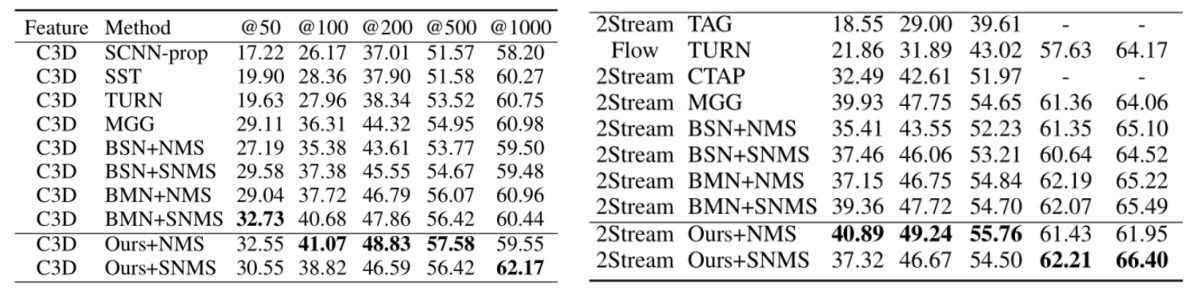 Feature Method @50 @100 @200 @500 @1000
C3D SCNN-prop 17.22 26.17 37.01 51.57 58.20
C3D SST 19.90 28.36 37.90 51.58 60.27
C3D TURN 19.63 27.96 38.34 53.52 60.75
C3D MGG 29.11 36.31 44.32 54.95 60.98
C3D BSN+NMS 27.19 35.38 43.61 53.77 59.50
C3D BSN+SNMS 29.58 37.38 45.55 54.67 59.48
C3D BMN+NMS 29.04 37.72 46.79 56.07 60.96
C3D BMN+SNMS 32.73 40.68 47.86 56.42 60.44
C3D Ours+NMS 32.55 41.07 48.83 57.58 59.55
C3D Ours+SNMS 30.55 38.82 46.59 56.42 62.17
2Stream TAG 18.55 29.00 39.61 - -
Flow TURN 21.86 31.89 43.02 57.63 64.17
2Stream CTAP 32.49 42.61 51.97 - -
2Stream MGG 39.93 47.75 54.65 61.36 64.06
2Stream BSN+NMS 35.41 43.55 52.23 61.35 65.10
2Stream BSN+SNMS 37.46 46.06 53.21 60.64 64.52
2Stream BMN+NMS 37.15 46.75 54.84 62.19 65.22
2Stream BMN+SNMS 39.36 47.72 54.70 62.07 65.49
2Stream Ours+NMS 40.89 49.24 55.76 61.43 61.95
2Stream Ours+SNMS 37.32 46.67 54.50 62.21 66.40